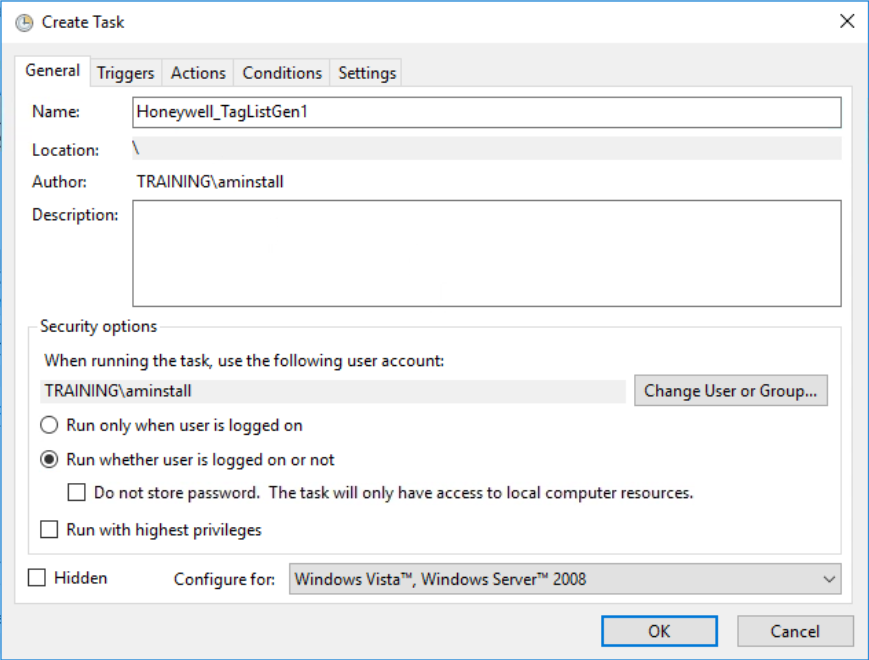 Create Task
General Triggers Actions Conditions Settings
Name: Honeywell_TagListGen1
Location: \
Author: TRAINING\aminstall
Description:
Security options
When running the task, use the following user account:
TRAINING\aminstall Change User or Group...
Run only when user is logged on
Run whether user is logged on or not
Do not store password. The task will only have access to local computer resources.
Run with highest privileges
Hidden Configure for: Windows Vista™, Windows Server™ 2008
OK Cancel